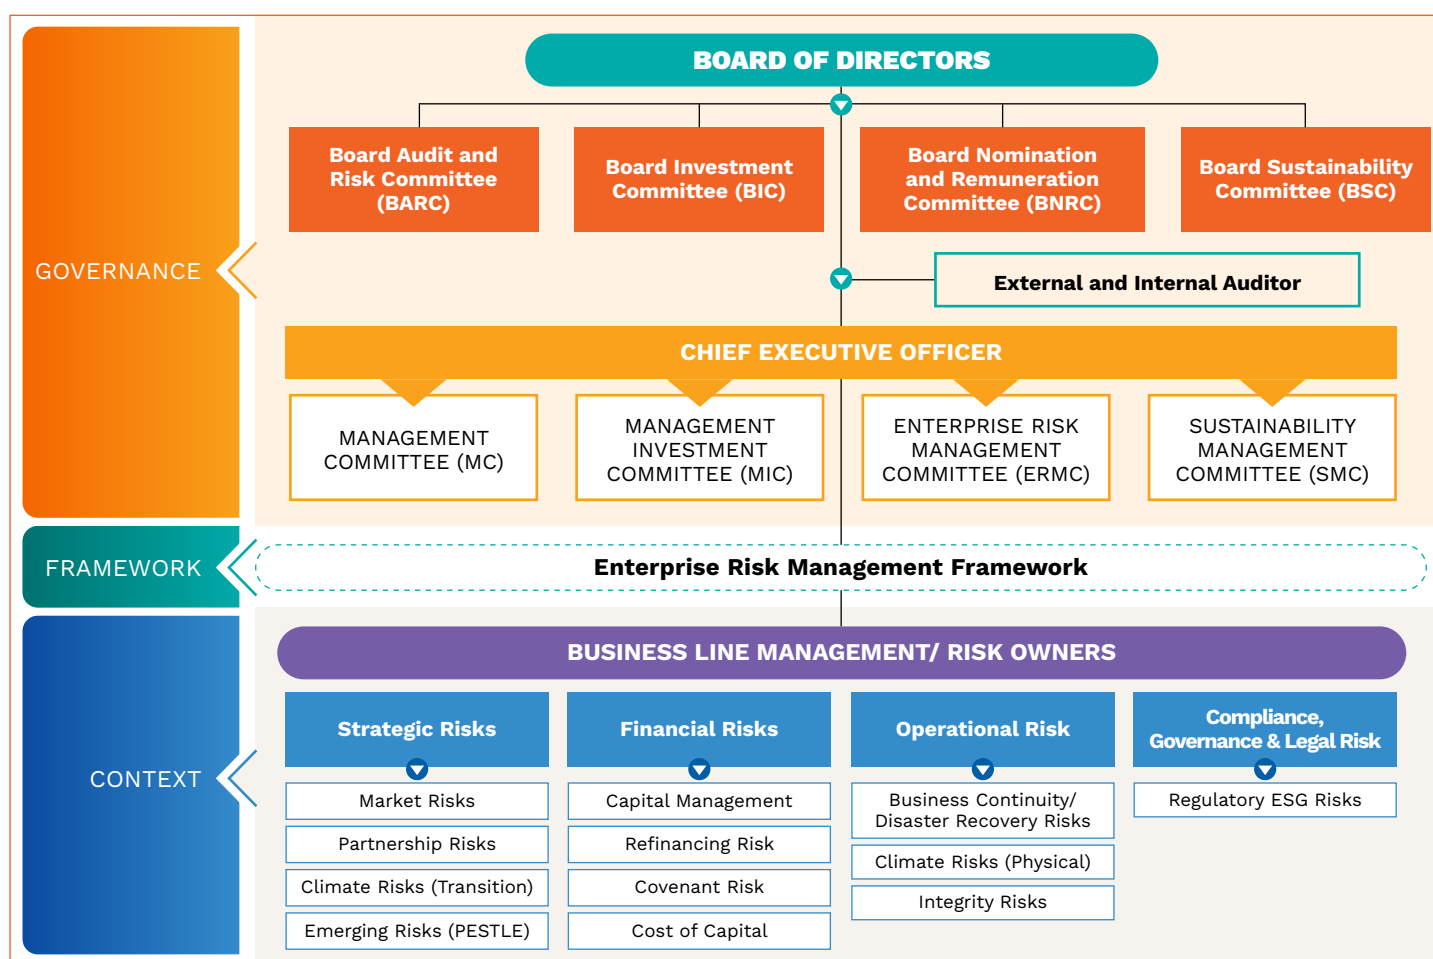 BOARD OF DIRECTORS
Board Audit and
Risk Committee
(BARC)
Board Investment
Committee (BIC)
Board Nomination
and Remuneration
Committee (BNRC)
Board Sustainability
Committee (BSC)
GOVERNANCE
External and Internal Auditor
CHIEF EXECUTIVE OFFICER
MANAGEMENT
COMMITTEE (MC)
MANAGEMENT
INVESTMENT
COMMITTEE (MIC)
ENTERPRISE RISK
MANAGEMENT
COMMITTEE (ERMC)
SUSTAINABILITY
MANAGEMENT
COMMITTEE (SMC)
FRAMEWORK
Enterprise Risk Management Framework
BUSINESS LINE MANAGEMENT/ RISK OWNERS
CONTEXT
Strategic Risks
Market Risks
Partnership Risks
Climate Risks (Transition)
Emerging Risks (PESTLE)
Financial Risks
Capital Management
Refinancing Risk
Covenant Risk
Cost of Capital
Operational Risk
Business Continuity/
Disaster Recovery Risks
Climate Risks (Physical)
Integrity Risks
Compliance,
Governance & Legal Risk
Regulatory ESG Risks